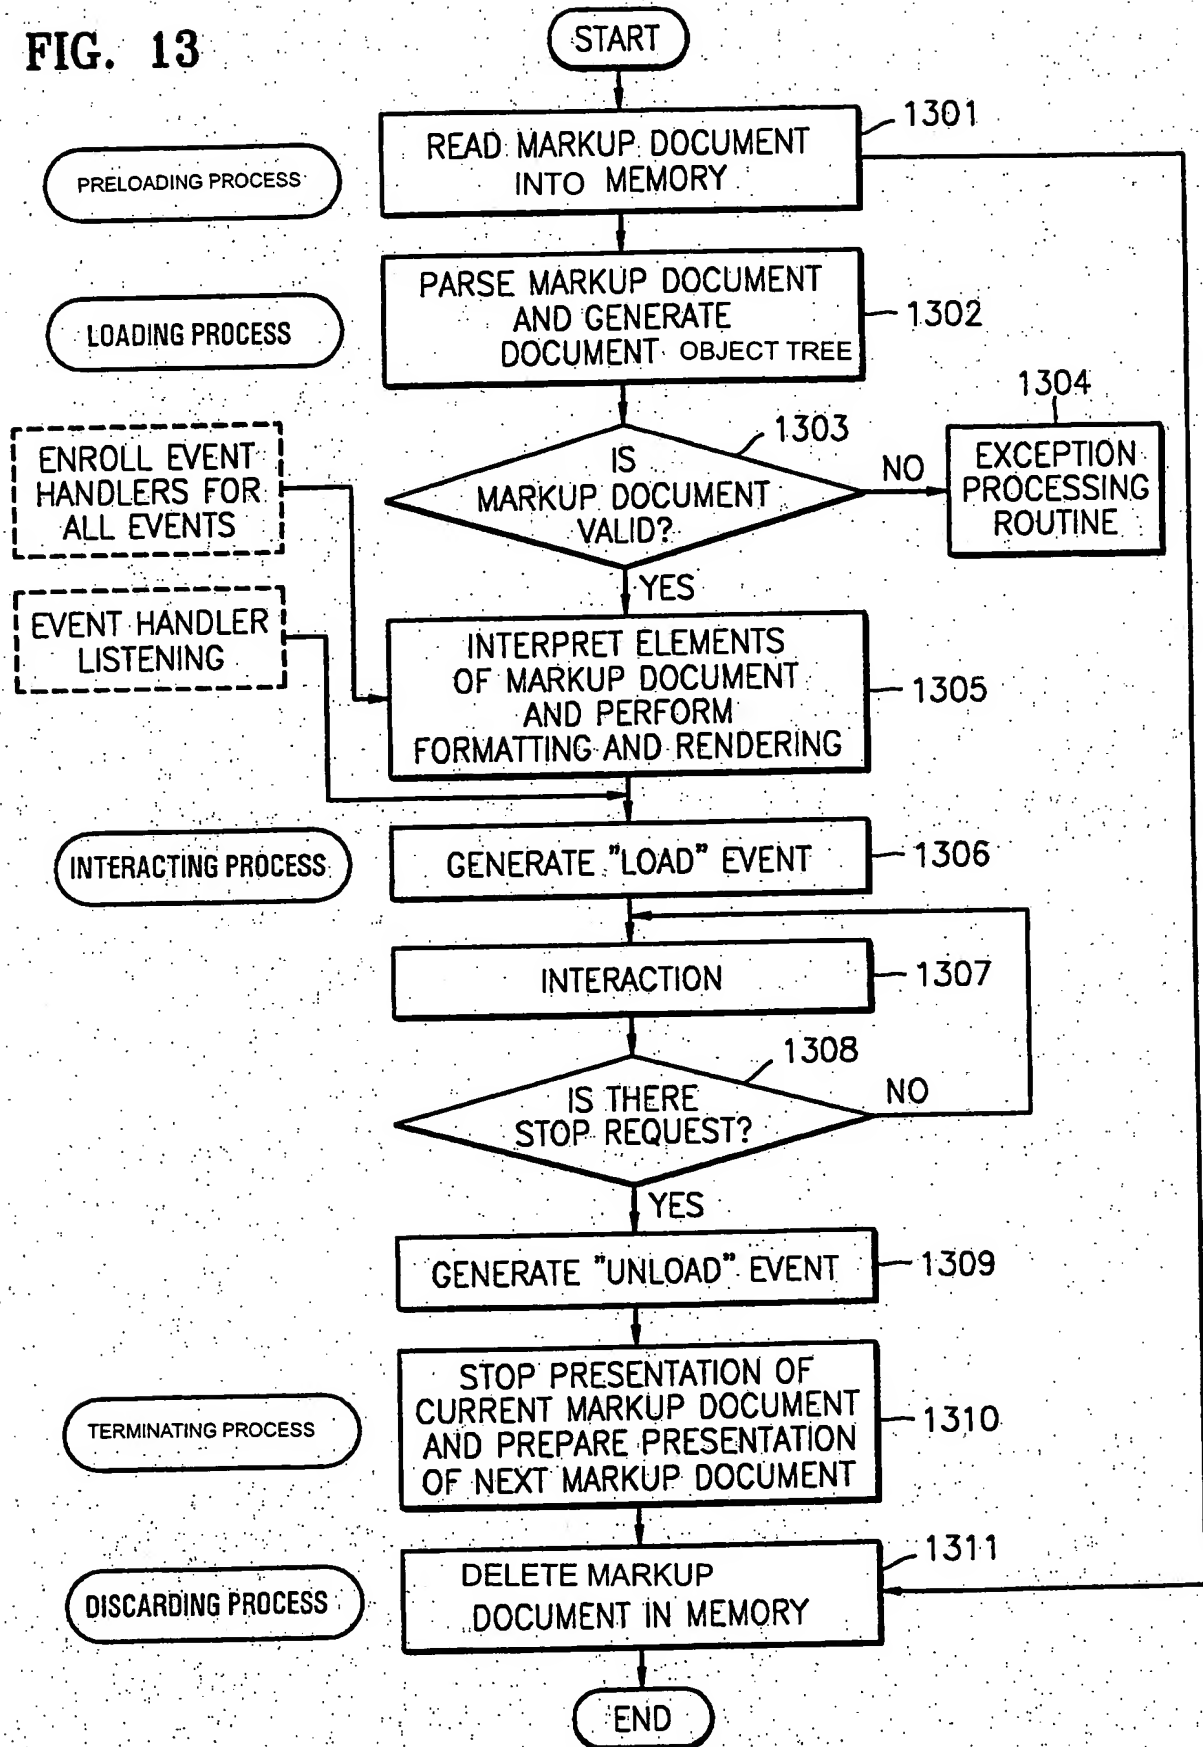 FIG. 13
START
1301
READ MARKUP DOCUMENT
INTO MEMORY
PRELOADING PROCESS
PARSE MARKUP DOCUMENT
AND GENERATE
DOCUMENT OBJECT TREE
1302
LOADING PROCESS
1304
1303
IS
MARKUP DOCUMENT
VALID?
NO
EXCEPTION
PROCESSING
ROUTINE
ENROLL EVENT
HANDLERS FOR
ALL EVENTS
YES
EVENT HANDLER
LISTENING
INTERPRET ELEMENTS
OF MARKUP DOCUMENT
AND PERFORM
FORMATTING AND RENDERING
1305
INTERACTING PROCESS
GENERATE "LOAD" EVENT
1306
INTERACTION
1307
1308
IS THERE
STOP REQUEST?
NO
YES
GENERATE "UNLOAD" EVENT
1309
STOP PRESENTATION OF
CURRENT MARKUP DOCUMENT
AND PREPARE PRESENTATION
OF NEXT MARKUP DOCUMENT
1310
TERMINATING PROCESS
1311
DELETE MARKUP
DOCUMENT IN MEMORY
DISCARDING PROCESS
END